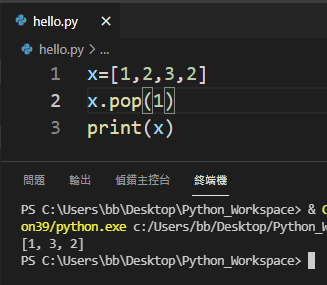 hello.py
hello.py > ...
1 x=[1,2,3,2]
2 x.pop(1)
3 print(x)
問題 輸出 偵錯主控台 終端機
PS C:\Users\bb\Desktop\Python_Workspace> & C
on39/python.exe c:/Users/bb/Desktop/Python_W
[1, 3, 2]
PS C:\Users\bb\Desktop\Python_Workspace>